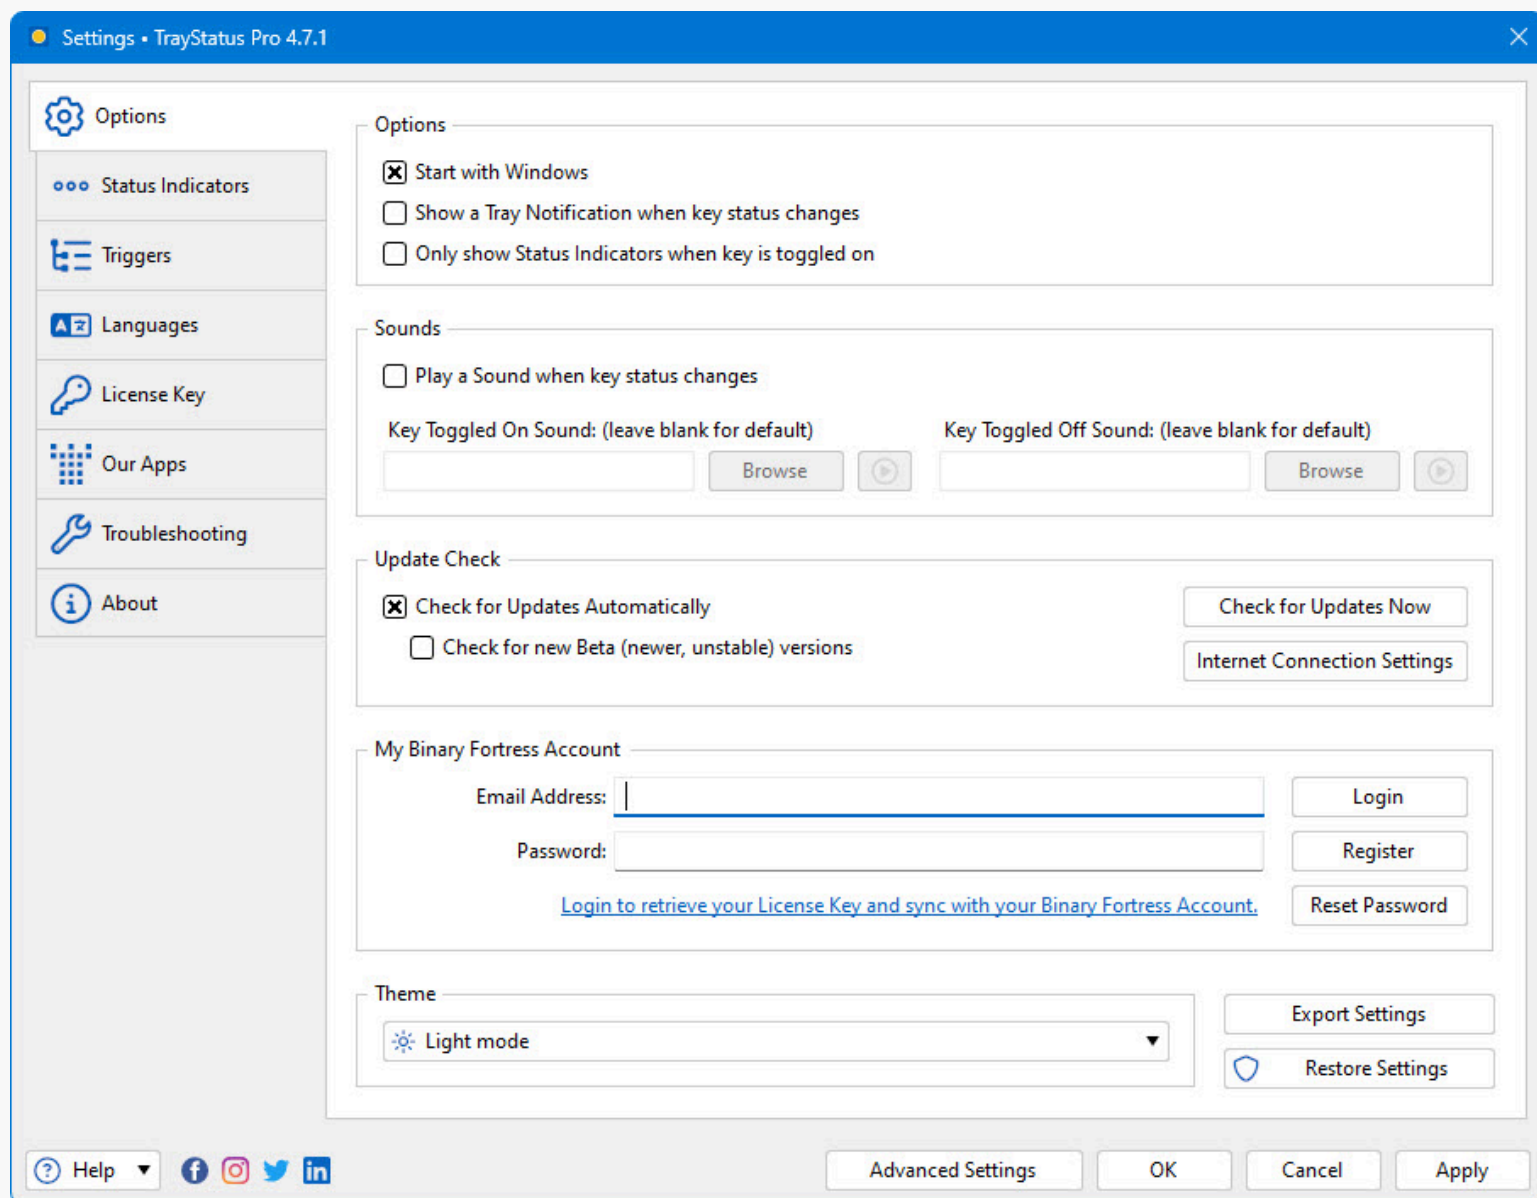 Settings • TrayStatus Pro 4.7.1
Options
Status Indicators
Triggers
Languages
License Key
Our Apps
Troubleshooting
About
Options
Start with Windows
Show a Tray Notification when key status changes
Only show Status Indicators when key is toggled on
Sounds
Play a Sound when key status changes
Key Toggled On Sound: (leave blank for default) Key Toggled Off Sound: (leave blank for default)
Browse Browse
Update Check
Check for Updates Automatically Check for Updates Now
Check for new Beta (newer, unstable) versions
Internet Connection Settings
My Binary Fortress Account
Email Address: Login
Password: Register
Login to retrieve your License Key and sync with your Binary Fortress Account. Reset Password
Theme
Light mode
Export Settings
Restore Settings
Help Advanced Settings OK Cancel Apply